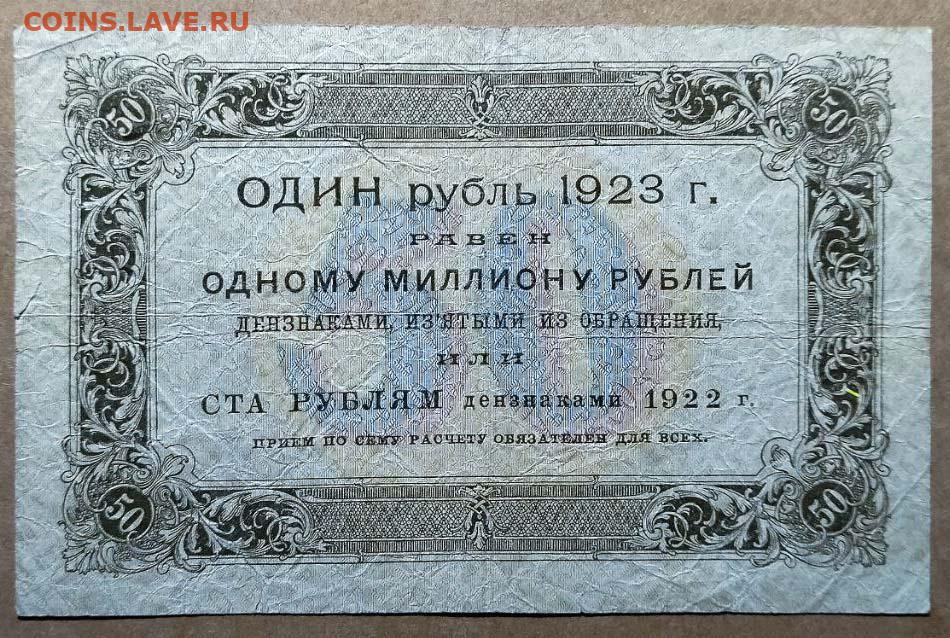 COINS.LAVE.RU
50 50
ОДИН рубль 1923 г.
РАВЕН
ОДНОМУ МИЛЛИОНУ РУБЛЕЙ
ДЕНЗНАКАМИ, ИЗ'ЯТЫМИ ИЗ ОБРАЩЕНИЯ,
ИЛИ
СТА РУБЛЯМ дензнаками 1922 г.
ПРИЕМ ПО СЕМУ РАСЧЕТУ ОБЯЗАТЕЛЕН ДЛЯ ВСЕХ.
50 50